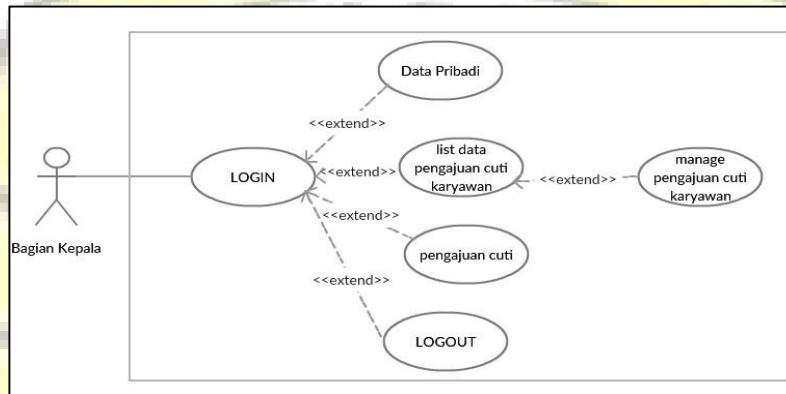 Data Pribadi
<<extend>>
LOGIN
<<extend>>
list data
pengajuan cuti
karyawan
<<extend>>
manage
pengajuan cuti
karyawan
<<extend>>
pengajuan cuti
Bagian Kepala
<<extend>>
LOGOUT